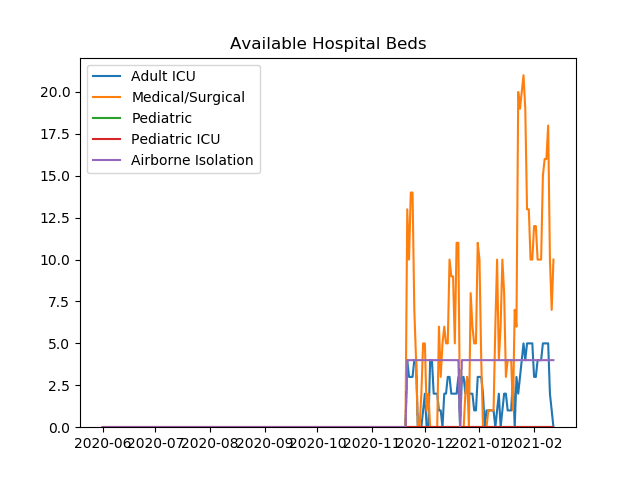 Available Hospital Beds
Adult ICU
Medical/Surgical
Pediatric
Pediatric ICU
Airborne Isolation
20.0
17.5
15.0
12.5
10.0
7.5
5.0
2.5
0.0
2020-06 2020-07 2020-08 2020-09 2020-10 2020-11 2020-12 2021-01 2021-02